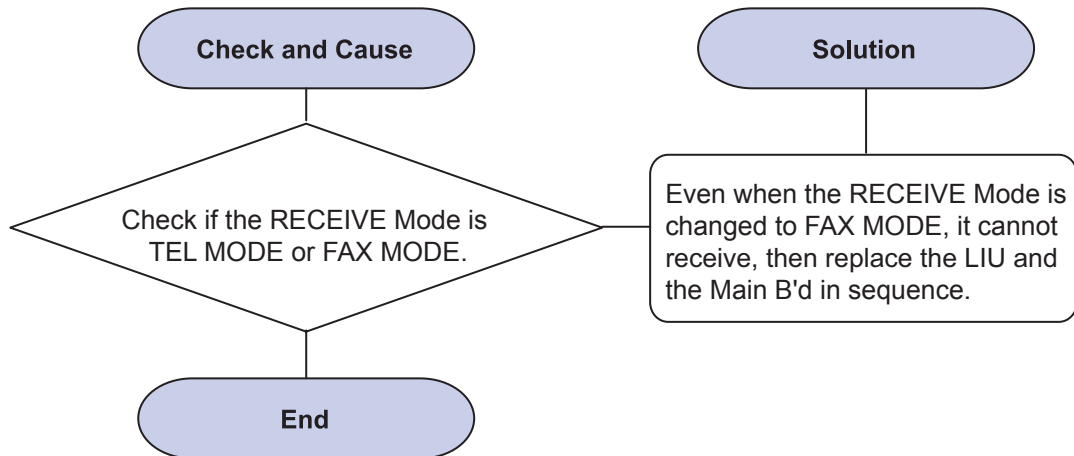 Check and Cause
Solution
Check if the RECEIVE Mode is
TEL MODE or FAX MODE.
Even when the RECEIVE Mode is
changed to FAX MODE, it cannot
receive, then replace the LIU and
the Main B'd in sequence.
End